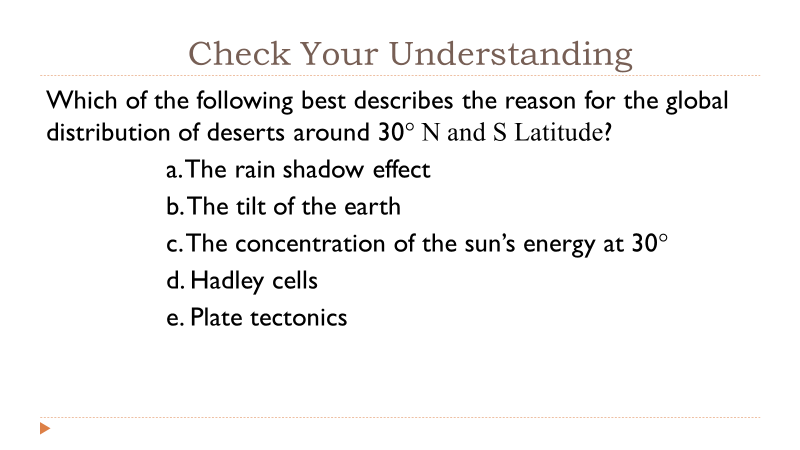 Check Your Understanding
Which of the following best describes the reason for the global
distribution of deserts around 30° N and S Latitude?
a. The rain shadow effect
b. The tilt of the earth
c. The concentration of the sun’s energy at 30°
d. Hadley cells
e. Plate tectonics